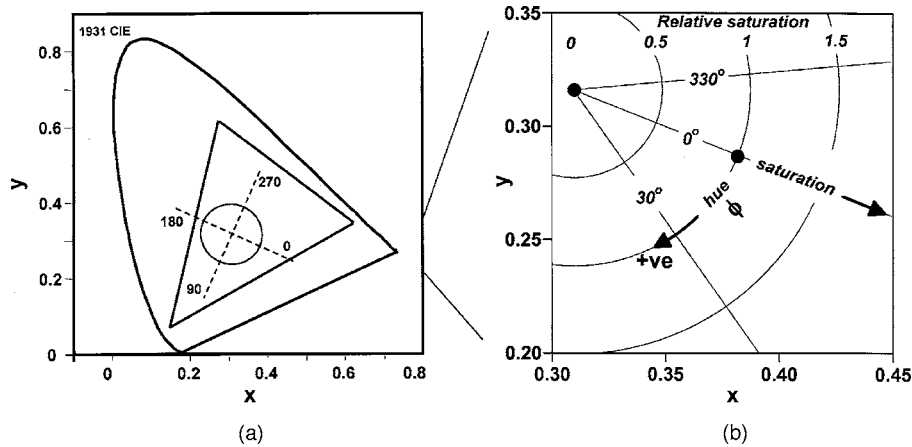 1931 CIE
0.8
0.6
0.4
0.2
0
y
270
180
0
90
0 0.2 0.4 0.6 0.8
x
(a)
0.35
0.30
0.25
0.20
y
Relative saturation
0 0.5 1 1.5
330°
0°
saturation
30°
hue
φ
+ve
0.30 0.35 0.40 0.45
x
(b)